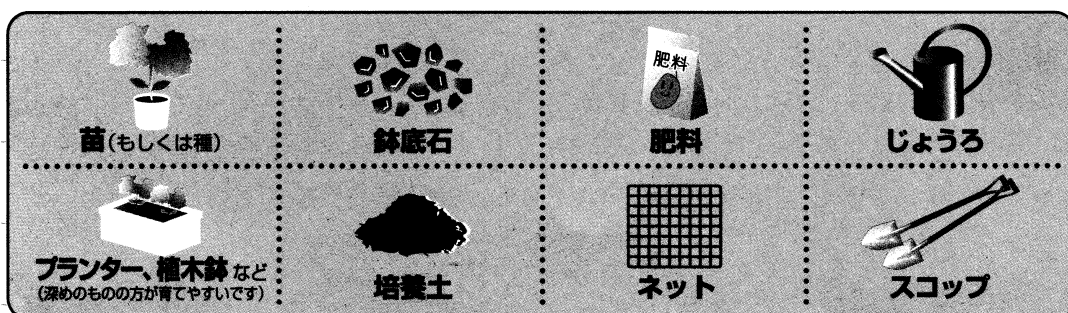 肥料
苗(もしくは種)
鉢底石
肥料
じょうろ
プランター、植木鉢など
(深めのものの方が育てやすいです)
培養土
ネット
スコップ